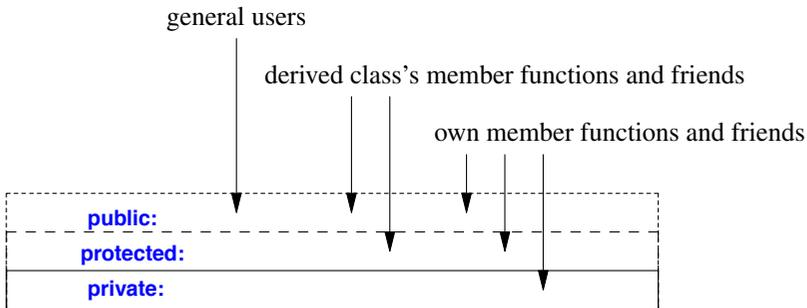 general users
derived class's member functions and friends
own member functions and friends
public:
protected:
private: